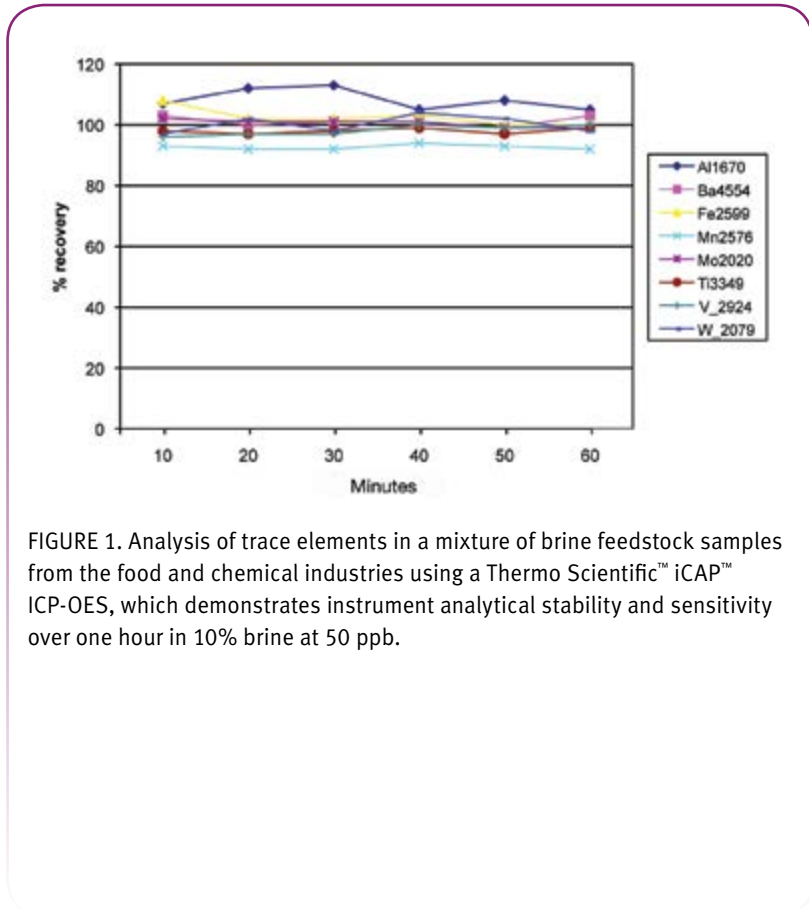 120
100
80
60
40
20
0
% recovery
10 20 30 40 50 60
Minutes
Al1670
Ba4554
Fe2599
Mn2576
Mo2020
Ti3349
V_2924
W_2079
FIGURE 1. Analysis of trace elements in a mixture of brine feedstock samples
from the food and chemical industries using a Thermo Scientific™ iCAP™
ICP-OES, which demonstrates instrument analytical stability and sensitivity
over one hour in 10% brine at 50 ppb.